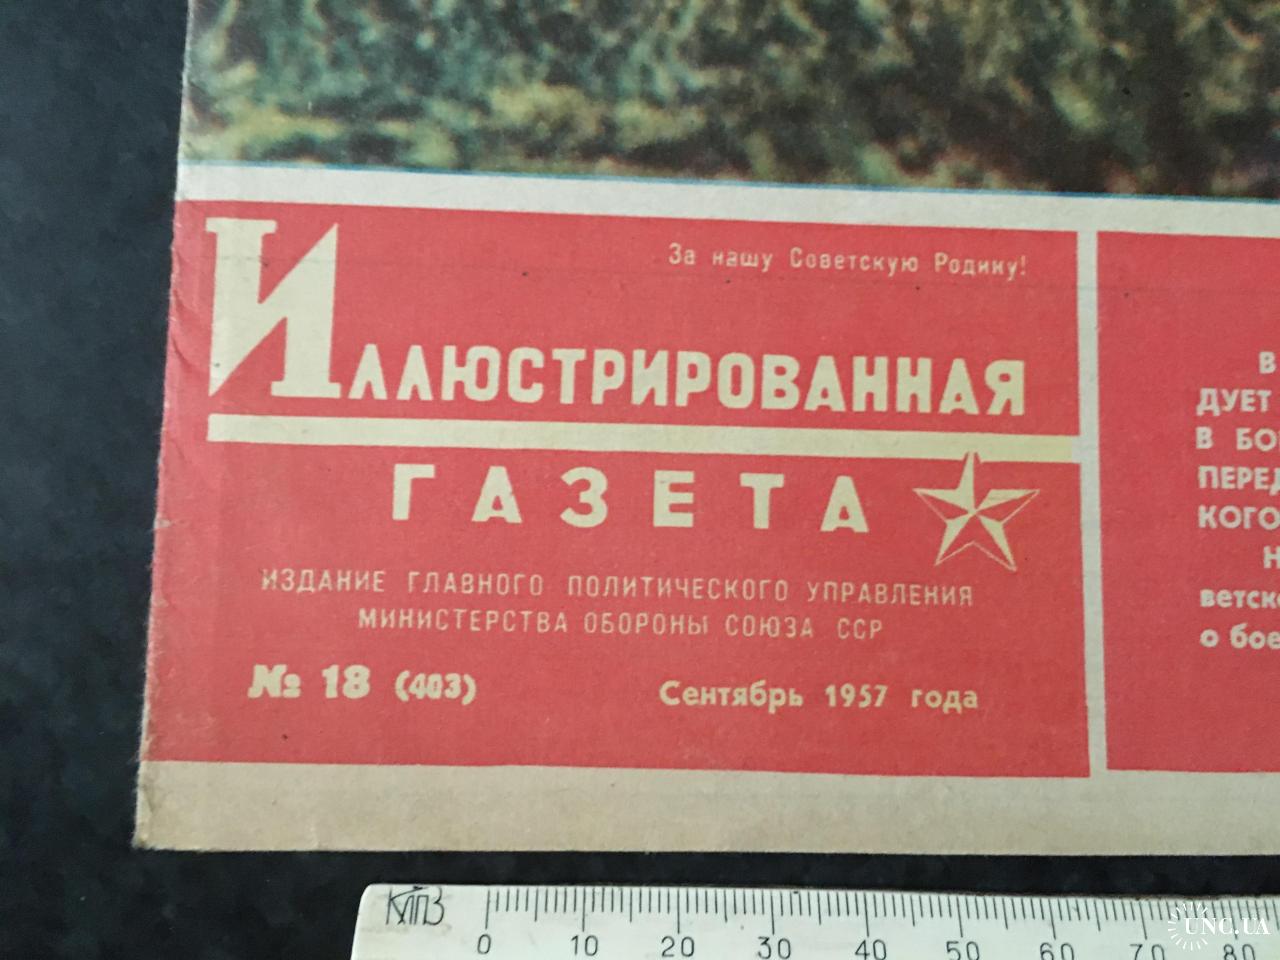 За нашу Советскую Родину!
ИЛЛЮСТРИРОВАННАЯ
ГАЗЕТА
ИЗДАНИЕ ГЛАВНОГО ПОЛИТИЧЕСКОГО УПРАВЛЕНИЯ
МИНИСТЕРСТВА ОБОРОНЫ СОЮЗА ССР
№ 18 (403) Сентябрь 1957 года
В
ДУЕТ
В БО
ПЕРЕД
КОГО
Н
ветск
о бое
КЛПЗ
0 10 20 30 40 50 60 70 80
UNC.UA